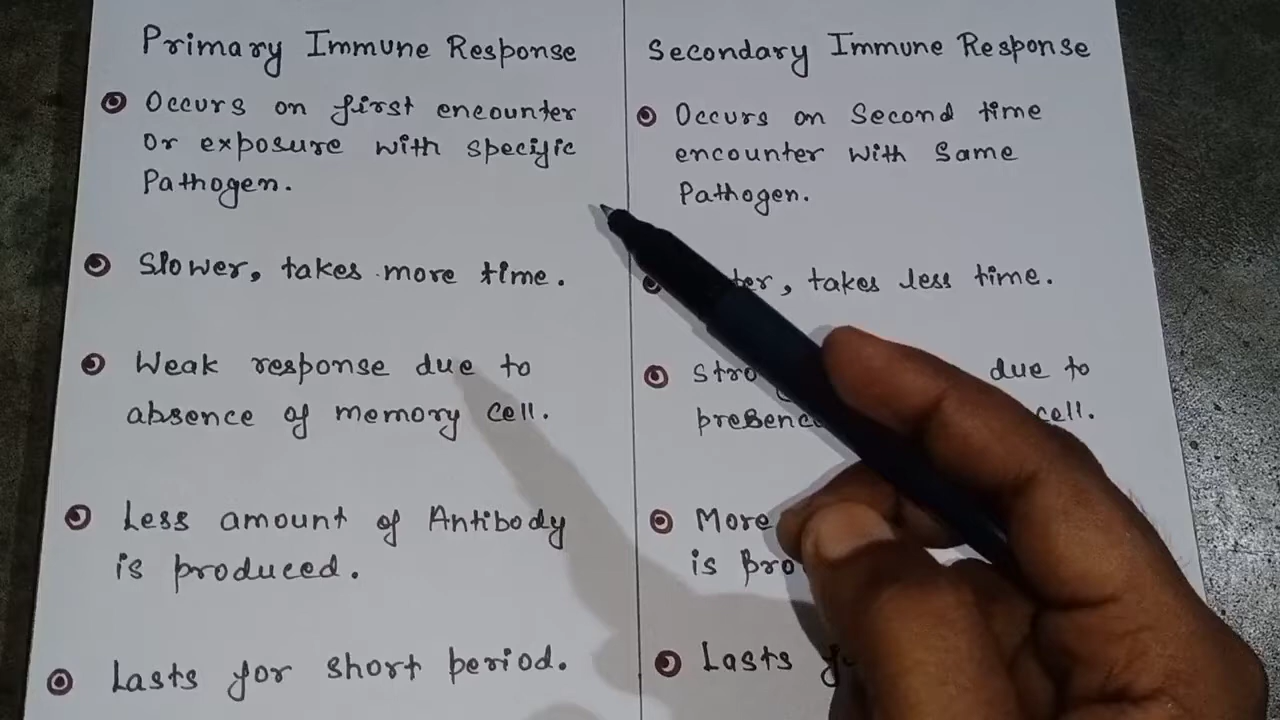 Primary Immune Response
Occurs on first encounter
or exposure with specific
Pathogen.
Slower, takes more time.
Weak response due to
absence of memory cell.
Less amount of Antibody
is produced.
Lasts for short period.
Secondary Immune Response
Occurs on Second time
encounter with Same
Pathogen.
takes less time.
due to
cell.
More
is
Lasts